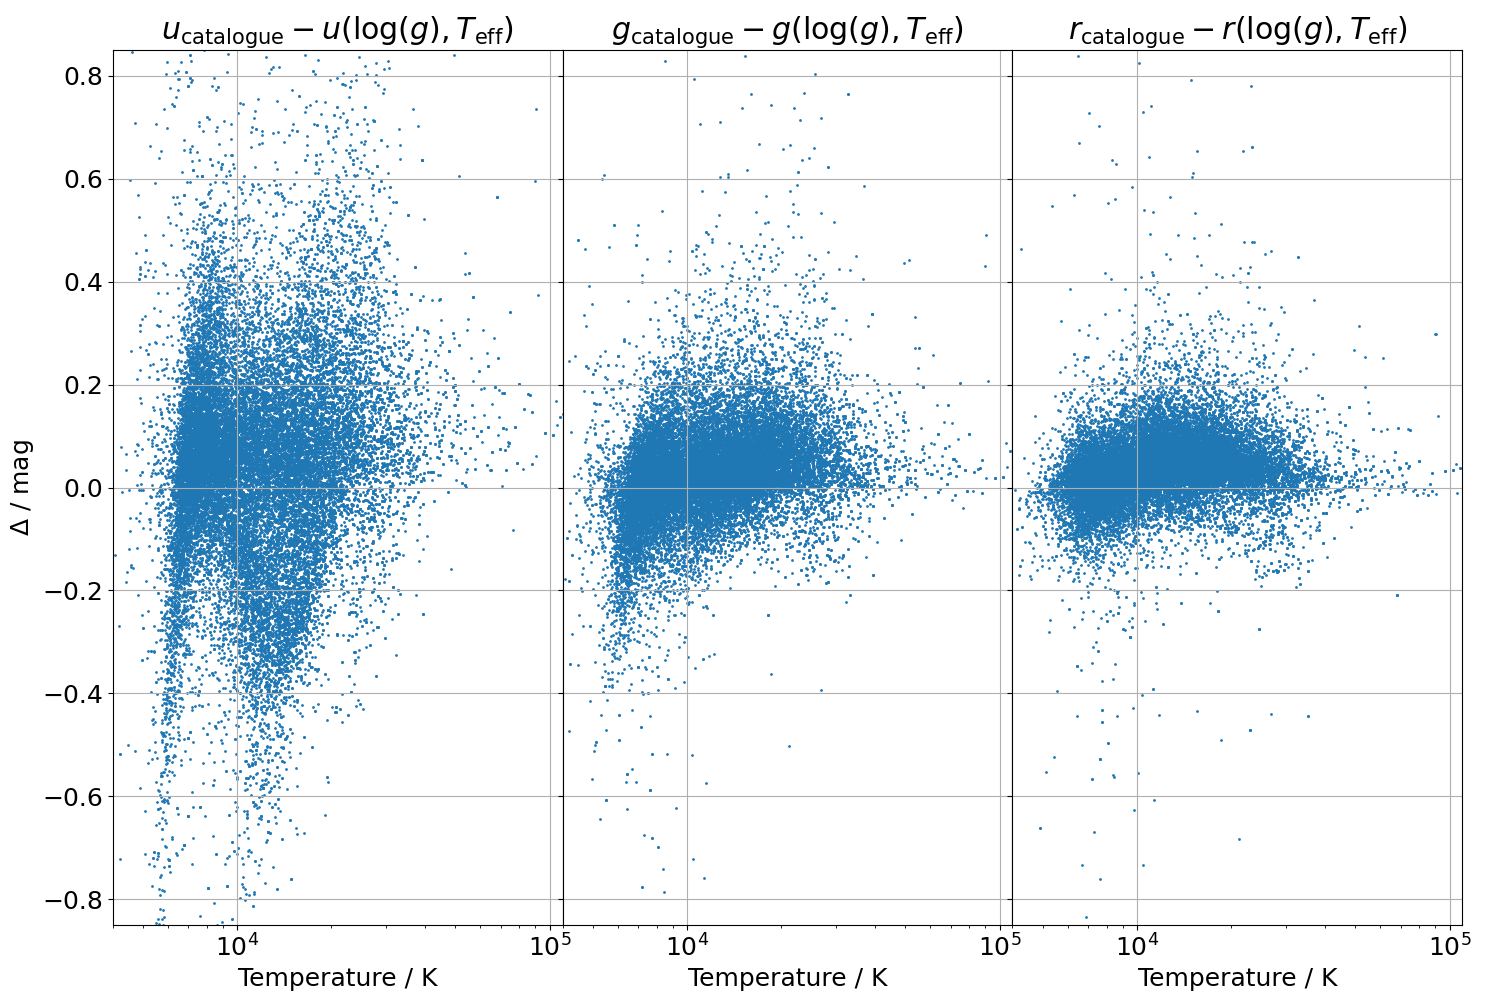 u_catalogue − u(log(g), T_eff) g_catalogue − g(log(g), T_eff) r_catalogue − r(log(g), T_eff)
0.8
0.6
0.4
0.2
0.0
−0.2
−0.4
−0.6
−0.8
Δ / mag
10^4 10^5 10^4 10^5 10^4 10^5
Temperature / K Temperature / K Temperature / K